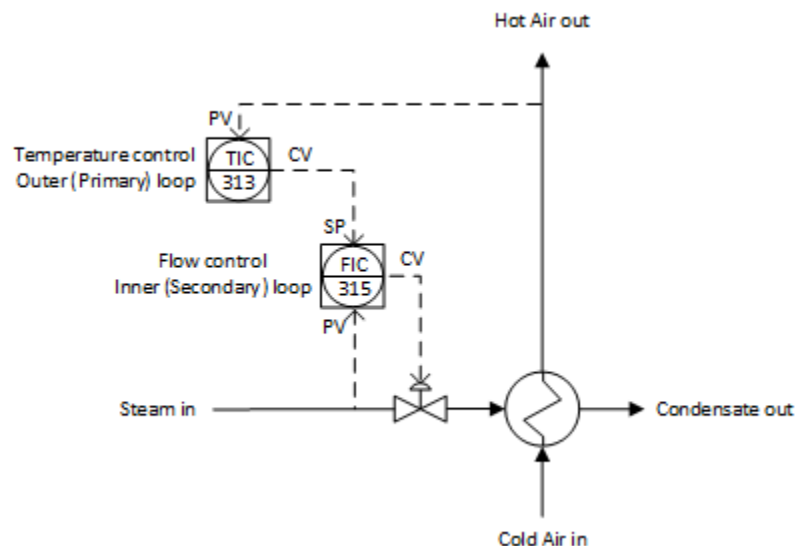 Hot Air out
PV
Temperature control
Outer (Primary) loop
TIC
313
CV
SP
Flow control
Inner (Secondary) loop
FIC
315
CV
PV
Steam in
Condensate out
Cold Air in